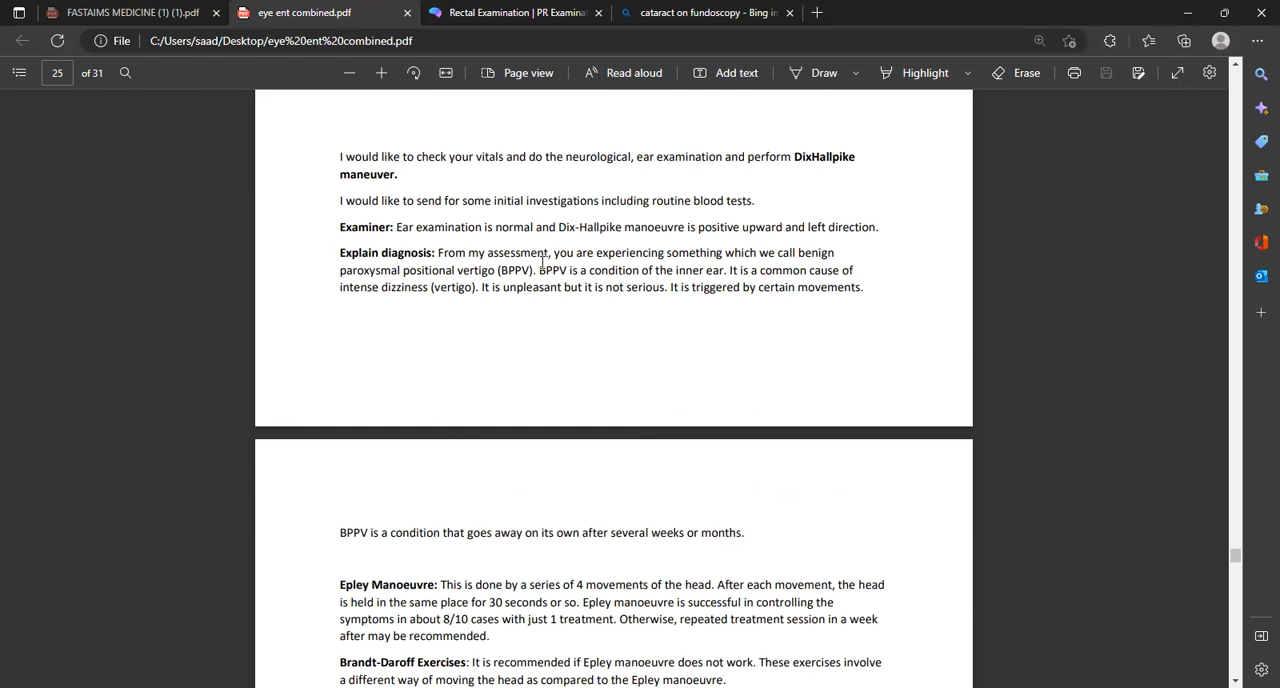 FASTAIMS MEDICINE (1) (1).pdf
eye ent combined.pdf
Rectal Examination | PR Examina
cataract on fundoscopy - Bing in
File
C:/Users/saad/Desktop/eye%20ent%20combined.pdf
25 of 31
Page view
Read aloud
Add text
Draw
Highlight
Erase
I would like to check your vitals and do the neurological, ear examination and perform DixHallpike
maneuver.
I would like to send for some initial investigations including routine blood tests.
Examiner: Ear examination is normal and Dix-Hallpike manoeuvre is positive upward and left direction.
Explain diagnosis: From my assessment, you are experiencing something which we call benign
paroxysmal positional vertigo (BPPV). BPPV is a condition of the inner ear. It is a common cause of
intense dizziness (vertigo). It is unpleasant but it is not serious. It is triggered by certain movements.
BPPV is a condition that goes away on its own after several weeks or months.
Epley Manoeuvre: This is done by a series of 4 movements of the head. After each movement, the head
is held in the same place for 30 seconds or so. Epley manoeuvre is successful in controlling the
symptoms in about 8/10 cases with just 1 treatment. Otherwise, repeated treatment session in a week
after may be recommended.
Brandt-Daroff Exercises: It is recommended if Epley manoeuvre does not work. These exercises involve
a different way of moving the head as compared to the Epley manoeuvre.